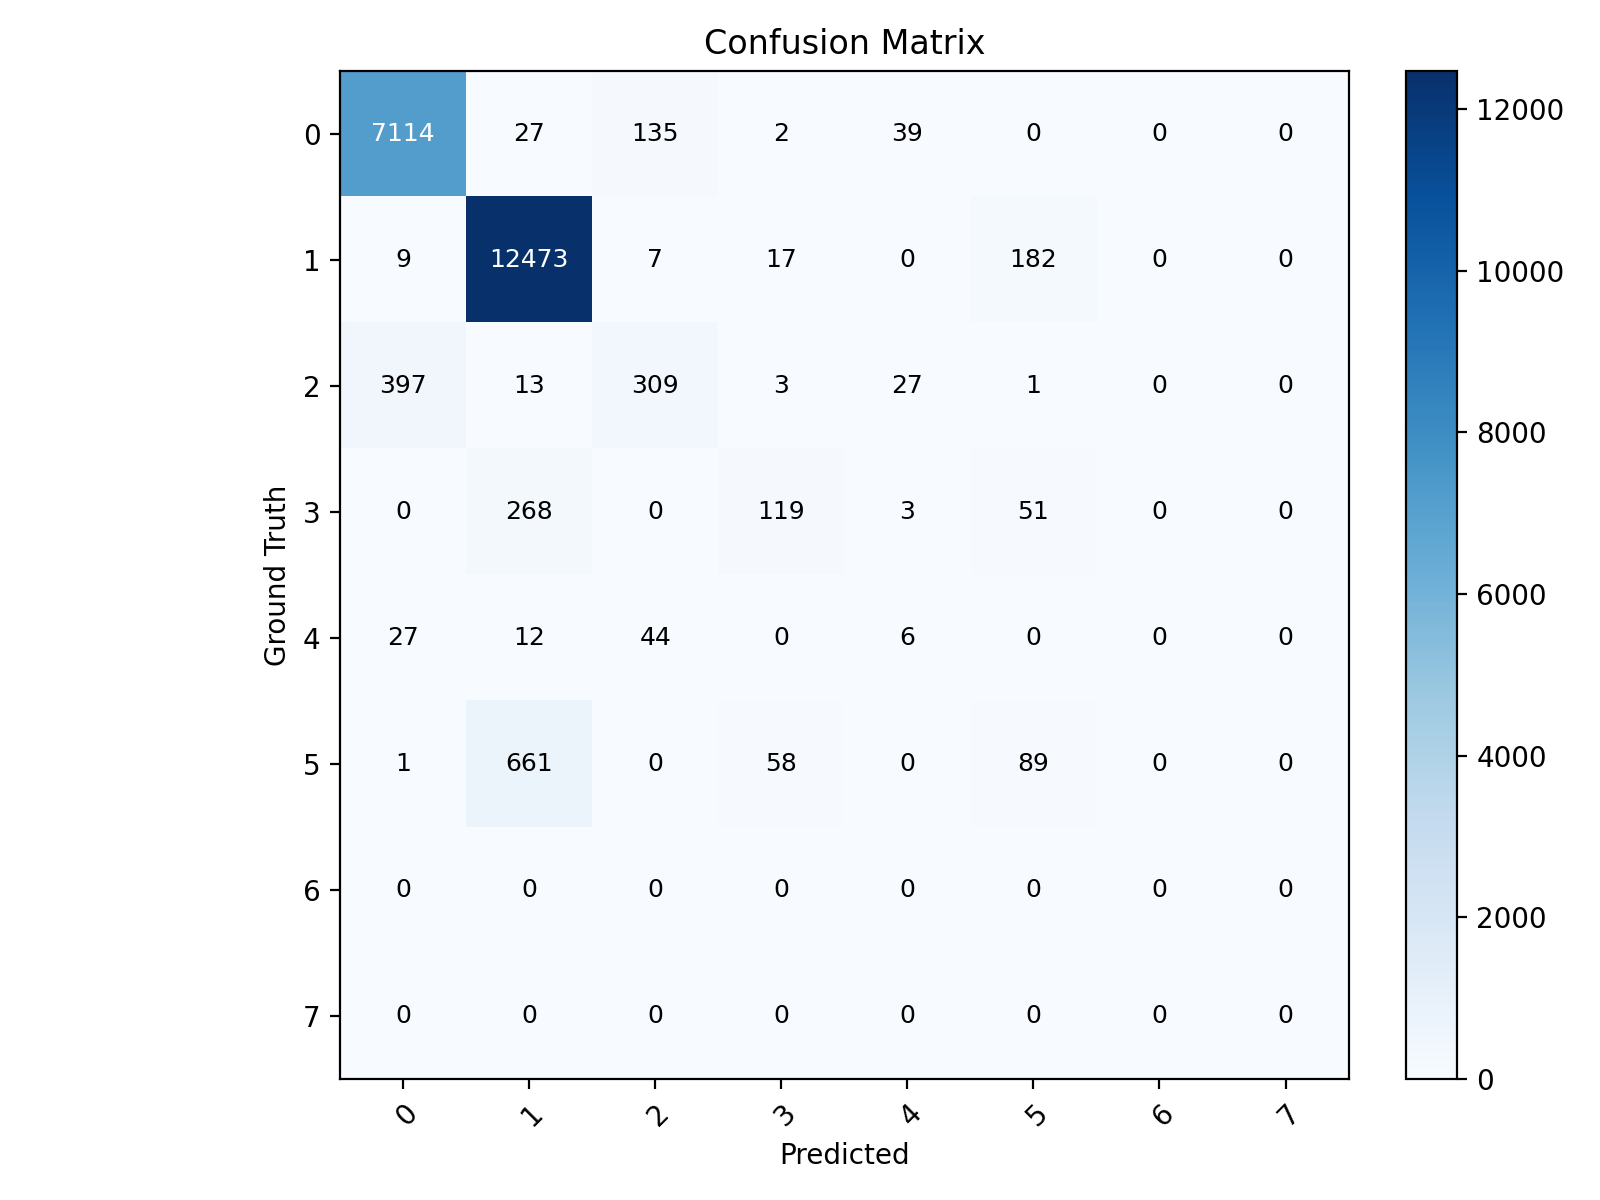 Confusion Matrix
0 7114 27 135 2 39 0 0 0
1 9 12473 7 17 0 182 0 0
2 397 13 309 3 27 1 0 0
3 0 268 0 119 3 51 0 0
4 27 12 44 0 6 0 0 0
5 1 661 0 58 0 89 0 0
6 0 0 0 0 0 0 0 0
7 0 0 0 0 0 0 0 0
0 1 2 3 4 5 6 7
Predicted
Ground Truth
12000
10000
8000
6000
4000
2000
0